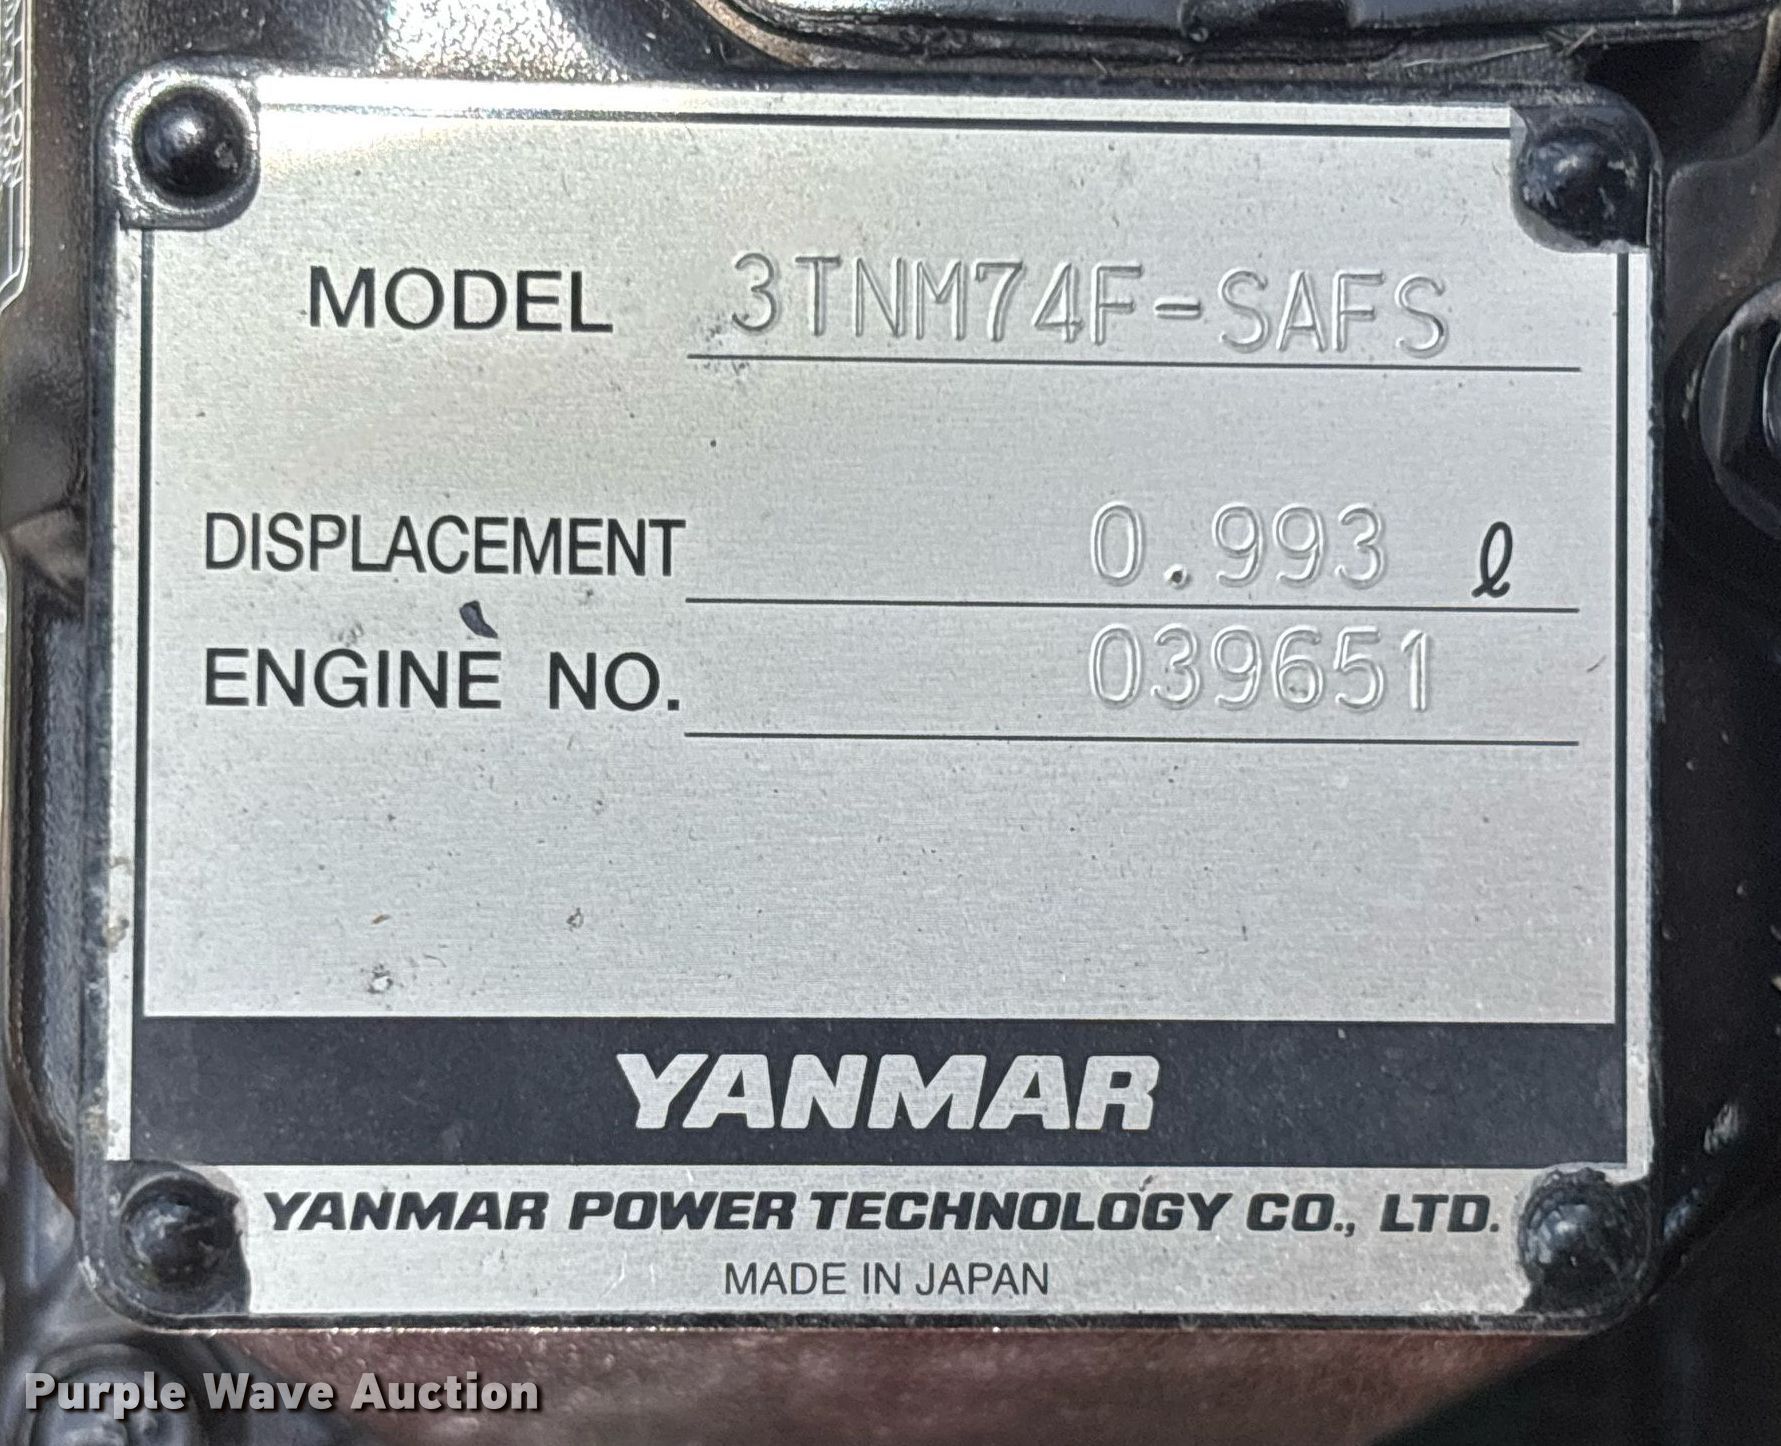 MODEL 3TNM74F-SAFS
DISPLACEMENT 0.993 ℓ
ENGINE NO. 039651
YANMAR
YANMAR POWER TECHNOLOGY CO., LTD.
MADE IN JAPAN
Purple Wave Auction